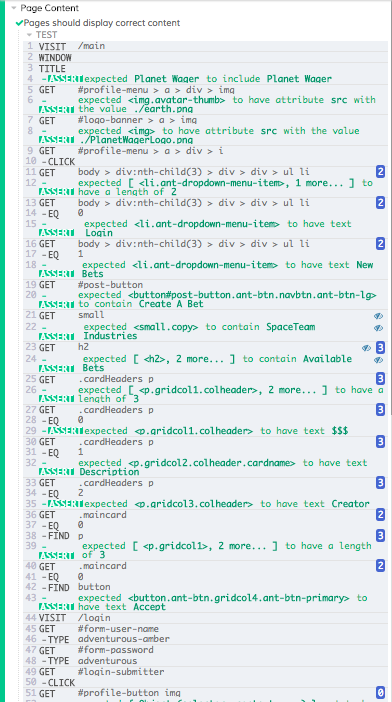 Page Content
Pages should display correct content
TEST
1 VISIT /main
2 WINDOW
3 TITLE
4 -ASSERT expected Planet Wager to include Planet Wager
5 GET #profile-menu > a > div > img
6 - expected <img.avatar-thumb> to have attribute src with
ASSERT the value ./earth.png
7 GET #logo-banner > a > img
8 - expected <img> to have attribute src with the value
ASSERT ./PlanetWagerLogo.png
9 GET #profile-menu > a > div > i
10 -CLICK
11 GET body > div:nth-child(3) > div > div > div > ul li 2
12 - expected [ <li.ant-dropdown-menu-item>, 1 more... ] to
ASSERT have a length of 2
13 GET body > div:nth-child(3) > div > div > div > ul li 2
14 -EQ 0
15 - expected <li.ant-dropdown-menu-item> to have text
ASSERT Login
16 GET body > div:nth-child(3) > div > div > div > ul li 2
17 -EQ 1
18 - expected <li.ant-dropdown-menu-item> to have text New
ASSERT Bets
19 GET #post-button
20 - expected <button#post-button.ant-btn.navbtn.ant-btn-lg>
ASSERT to contain Create A Bet
21 GET small
22 - expected <small.copy> to contain SpaceTeam
ASSERT Industries
23 GET h2 3
24 - expected [ <h2>, 2 more... ] to contain Available
ASSERT Bets
25 GET .cardHeaders p 3
26 - expected [ <p.gridcol1.colheader>, 2 more... ] to have a
ASSERT length of 3
27 GET .cardHeaders p 3
28 -EQ 0
29 -ASSERT expected <p.gridcol1.colheader> to have text $$$
30 GET .cardHeaders p 3
31 -EQ 1
32 - expected <p.gridcol2.colheader.cardname> to have text
ASSERT Description
33 GET .cardHeaders p 3
34 -EQ 2
35 -ASSERT expected <p.gridcol3.colheader> to have text Creator
36 GET .maincard 2
37 -EQ 0
38 -FIND p 3
39 - expected [ <p.gridcol1>, 2 more... ] to have a length
ASSERT of 3
40 GET .maincard 2
41 -EQ 0
42 -FIND button
43 - expected <button.ant-btn.gridcol4.ant-btn-primary> to
ASSERT have text Accept
44 VISIT /login
45 GET #form-user-name
46 -TYPE adventurous-amber
47 GET #form-password
48 -TYPE adventurous
49 GET #login-submitter
50 -CLICK
51 GET #profile-button img 0